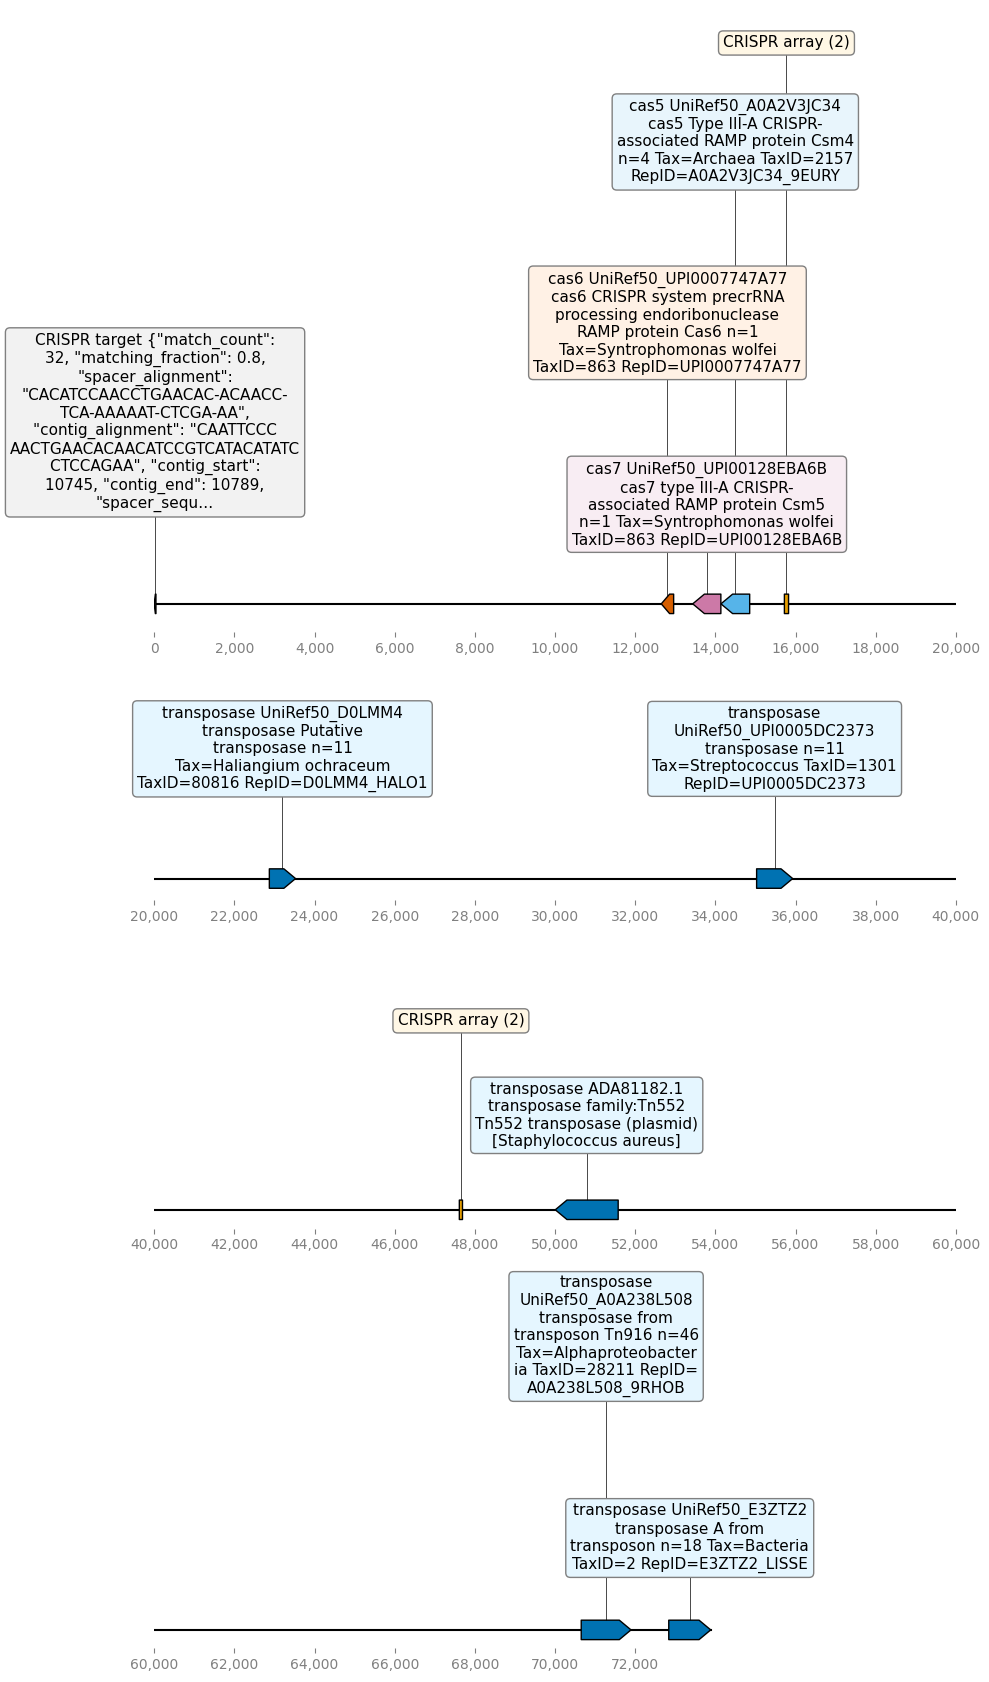 CRISPR array (2)
cas5 UniRef50_A0A2V3JC34
cas5 Type III-A CRISPR-
associated RAMP protein Csm4
n=4 Tax=Archaea TaxID=2157
RepID=A0A2V3JC34_9EURY
cas6 UniRef50_UPI0007747A77
cas6 CRISPR system precrRNA
processing endoribonuclease
RAMP protein Cas6 n=1
Tax=Syntrophomonas wolfei
TaxID=863 RepID=UPI0007747A77
CRISPR target {"match_count":
32, "matching_fraction": 0.8,
"spacer_alignment":
"CACATCCAACCTGAACAC-ACAACC-
TCA-AAAAAT-CTCGA-AA",
"contig_alignment": "CAATTCCC
AACTGAACACAACATCCGTCATACATATC
CTCCAGAA", "contig_start":
10745, "contig_end": 10789,
"spacer_sequ...
cas7 UniRef50_UPI00128EBA6B
cas7 type III-A CRISPR-
associated RAMP protein Csm5
n=1 Tax=Syntrophomonas wolfei
TaxID=863 RepID=UPI00128EBA6B
0 2,000 4,000 6,000 8,000 10,000 12,000 14,000 16,000 18,000 20,000
transposase UniRef50_D0LMM4
transposase Putative
transposase n=11
Tax=Haliangium ochraceum
TaxID=80816 RepID=D0LMM4_HALO1
transposase
UniRef50_UPI0005DC2373
transposase n=11
Tax=Streptococcus TaxID=1301
RepID=UPI0005DC2373
20,000 22,000 24,000 26,000 28,000 30,000 32,000 34,000 36,000 38,000 40,000
CRISPR array (2)
transposase ADA81182.1
transposase family:Tn552
Tn552 transposase (plasmid)
[Staphylococcus aureus]
40,000 42,000 44,000 46,000 48,000 50,000 52,000 54,000 56,000 58,000 60,000
transposase
UniRef50_A0A238L508
transposase from
transposon Tn916 n=46
Tax=Alphaproteobacter
ia TaxID=28211 RepID=
A0A238L508_9RHOB
transposase UniRef50_E3ZTZ2
transposase A from
transposon n=18 Tax=Bacteria
TaxID=2 RepID=E3ZTZ2_LISSE
60,000 62,000 64,000 66,000 68,000 70,000 72,000